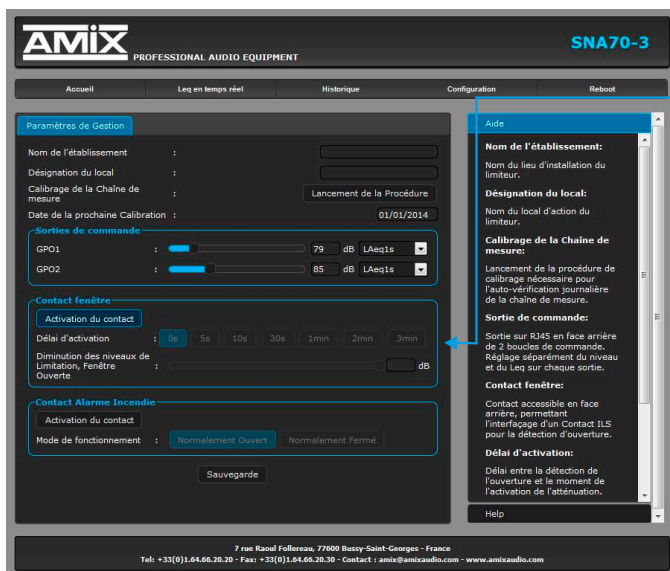 AMIX
PROFESSIONAL AUDIO EQUIPMENT
SNA70-3
Accueil
Leq en temps réel
Historique
Configuration
Reboot
Paramètres de Gestion
Nom de l'établissement :
Désignation du local :
Calibrage de la Chaîne de
mesure :
Lancement de la Procédure
Date de la prochaine Calibration : 01/01/2014
Sorties de commande
GPO1 : 79 dB LAeq1s
GPO2 : 85 dB LAeq1s
Contact fenêtre
Activation du contact
Délai d'activation : 0s 5s 10s 30s 1min 2min 3min
Diminution des niveaux de
Limitation, Fenêtre :
Ouverte
dB
Contact Alarme Incendie
Activation du contact
Mode de fonctionnement : Normalement Ouvert Normalement Fermé
Sauvegarde
Aide
Nom de l'établissement:
Nom du lieu d'installation du
limiteur.
Désignation du local:
Nom du local d'action du
limiteur.
Calibrage de la Chaîne de
mesure:
Lancement de la procédure de
calibrage nécessaire pour
l'auto-vérification journalière
de la chaîne de mesure.
Sortie de commande:
Sortie sur RJ45 en face arrière
de 2 boucles de commande.
Réglage séparément du niveau
et du Leq sur chaque sortie.
Contact fenêtre:
Contact accessible en face
arrière, permettant
l'interfaçage d'un Contact ILS
pour la détection d'ouverture.
Délai d'activation:
Délai entre la détection de
l'ouverture et le moment de
l'activation de l'atténuation.
Help
7 rue Raoul Follereau, 77600 Bussy-Saint-Georges - France
Tel: +33(0)1.64.66.20.20 - Fax: +33(0)1.64.66.20.30 - Contact : amix@amixaudio.com - www.amixaudio.com